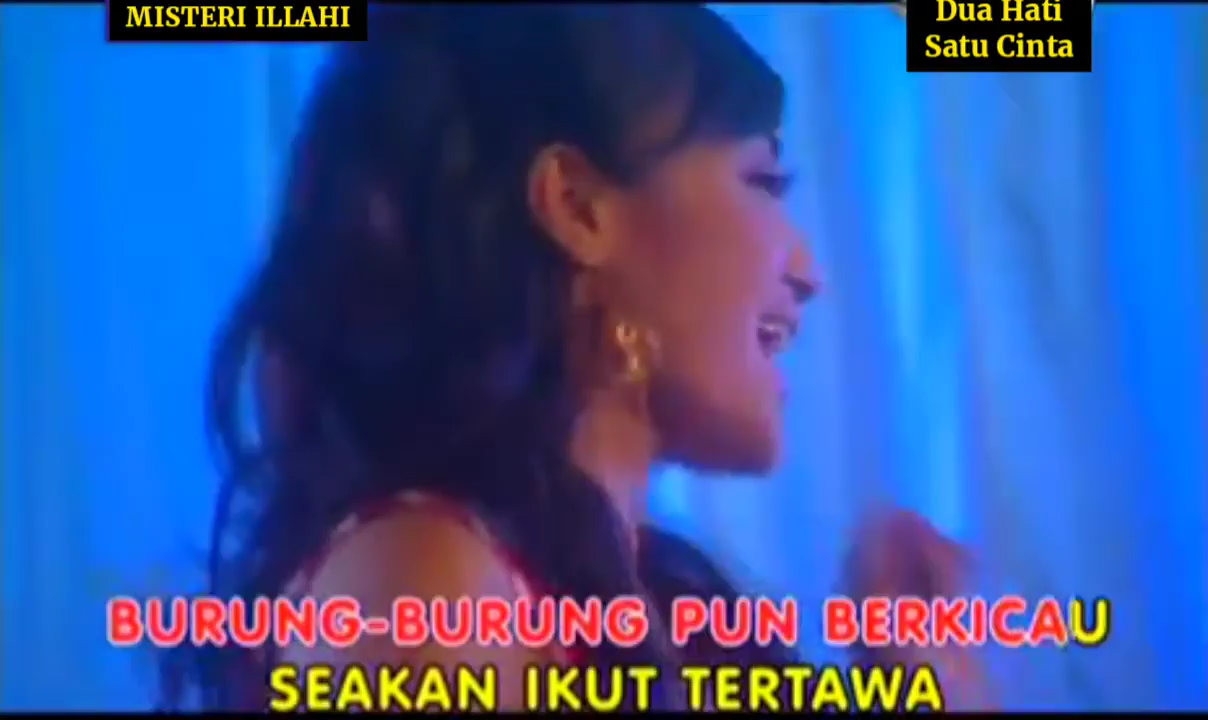 MISTERI ILLAHI
Dua Hati
Satu Cinta
BURUNG-BURUNG PUN BERKICAU
SEAKAN IKUT TERTAWA